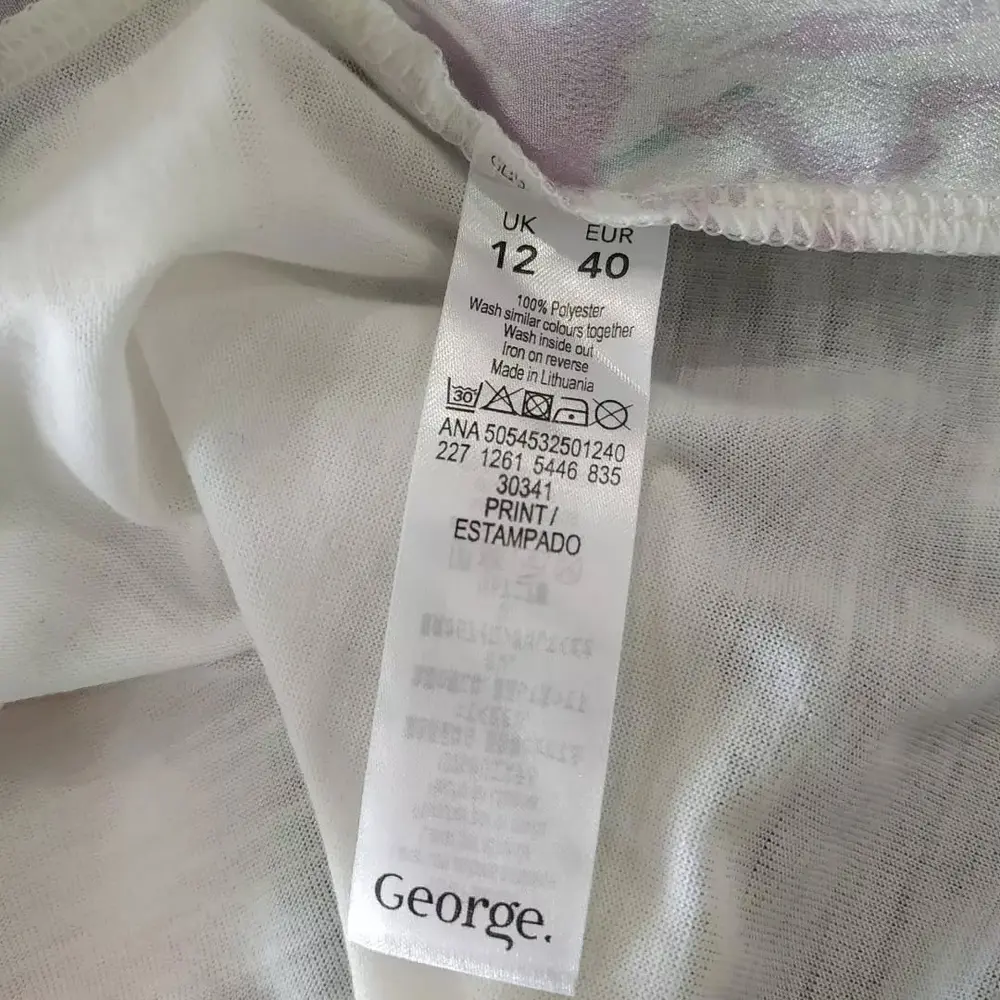 UK EUR
12 40
100% Polyester
Wash similar colours together
Wash inside out
Iron on reverse
Made in Lithuania
30
ANA 5054532501240
227 1261 5446 835
30341
PRINT/
ESTAMPADO
George.